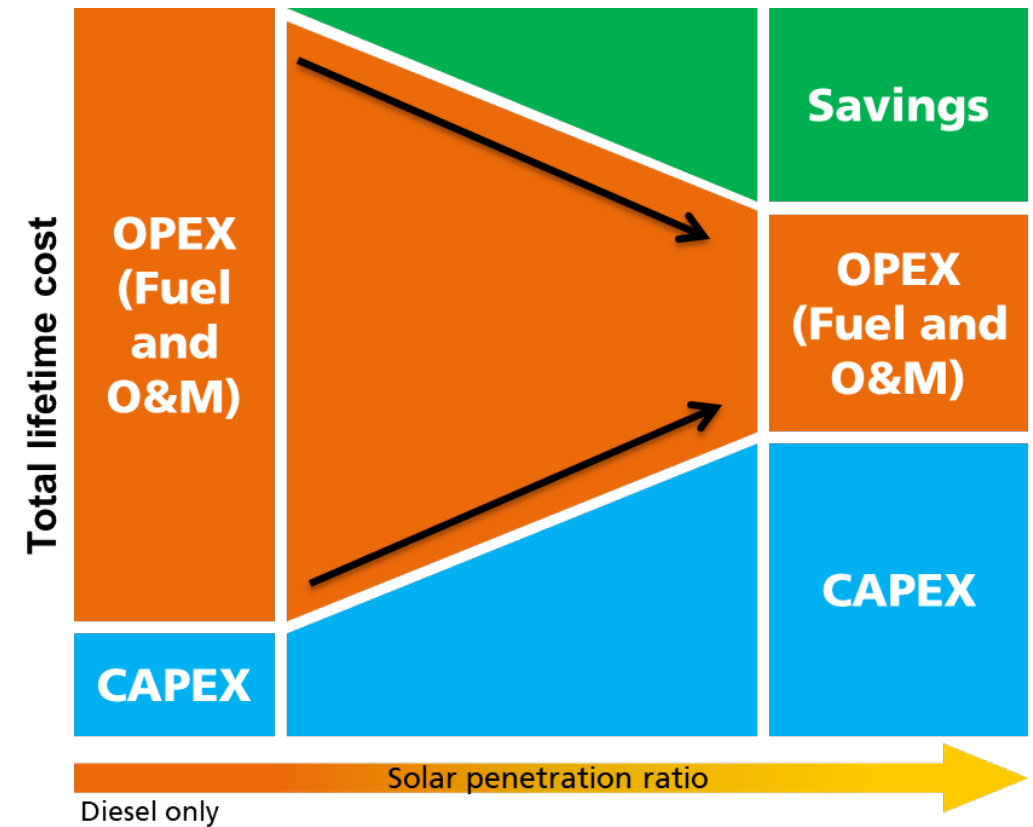 Total lifetime cost
OPEX
(Fuel
and
O&M)
CAPEX
Savings
OPEX
(Fuel and
O&M)
CAPEX
Solar penetration ratio
Diesel only